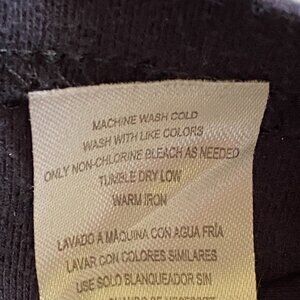 MACHINE WASH COLD
WASH WITH LIKE COLORS
ONLY NON-CHLORINE BLEACH AS NEEDED
TUMBLE DRY LOW
WARM IRON
LAVADO A MÁQUINA CON AGUA FRÍA
LAVAR CON COLORES SIMILARES
USE SOLO BLANQUEADOR SIN